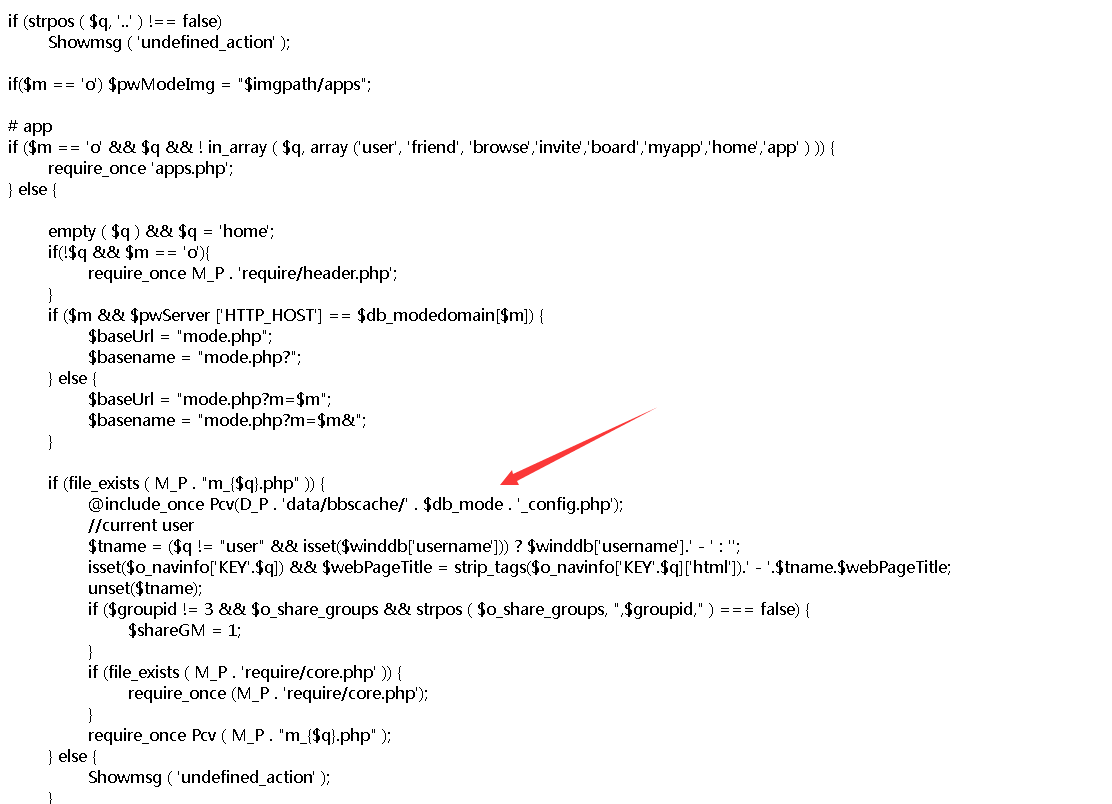 if (strpos ( $q, '..' ) !== false)
Showmsg ( 'undefined_action' );
if($m == 'o') $pwModeImg = "$imgpath/apps";
# app
if ($m == 'o' && $q && ! in_array ( $q, array ('user', 'friend', 'browse','invite','board','myapp','home','app' ) )) {
require_once 'apps.php';
} else {
empty ( $q ) && $q = 'home';
if(!$q && $m == 'o'){
require_once M_P . 'require/header.php';
}
if ($m && $pwServer ['HTTP_HOST'] == $db_modedomain[$m]) {
$baseUrl = "mode.php";
$basename = "mode.php?";
} else {
$baseUrl = "mode.php?m=$m";
$basename = "mode.php?m=$m&";
}
if (file_exists ( M_P . "m_{$q}.php" )) {
@include_once Pcv(D_P . 'data/bbscache/' . $db_mode . '_config.php');
//current user
$tname = ($q != "user" && isset($winddb['username'])) ? $winddb['username'].' - ' : '';
isset($o_navinfo['KEY'.$q]) && $webPageTitle = strip_tags($o_navinfo['KEY'.$q]['html']).' - '.$tname.$webPageTitle;
unset($tname);
if ($groupid != 3 && $o_share_groups && strpos ( $o_share_groups, ",$groupid," ) === false) {
$shareGM = 1;
}
if (file_exists ( M_P . 'require/core.php' )) {
require_once (M_P . 'require/core.php');
}
require_once Pcv ( M_P . "m_{$q}.php" );
} else {
Showmsg ( 'undefined_action' );
}